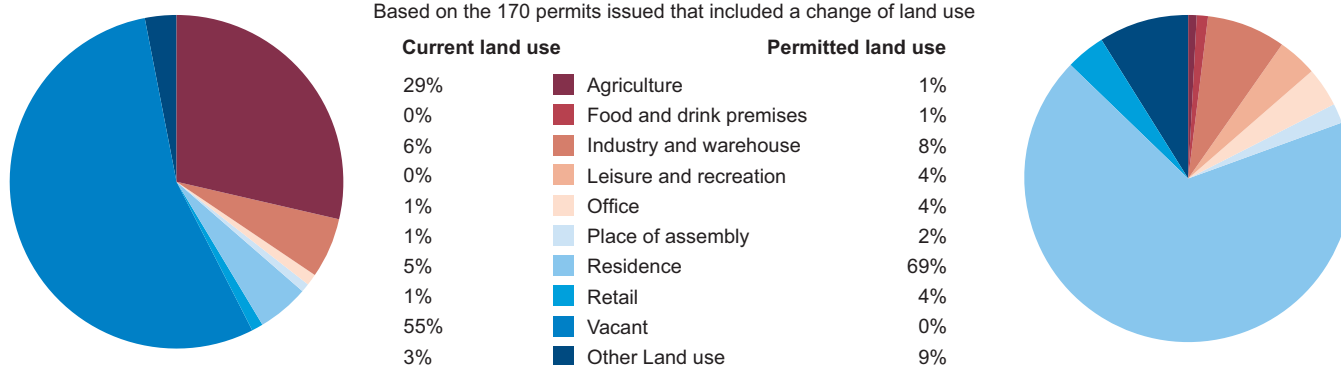 Based on the 170 permits issued that included a change of land use
Current land use Permitted land use
29% Agriculture 1%
0% Food and drink premises 1%
6% Industry and warehouse 8%
0% Leisure and recreation 4%
1% Office 4%
1% Place of assembly 2%
5% Residence 69%
1% Retail 4%
55% Vacant 0%
3% Other Land use 9%